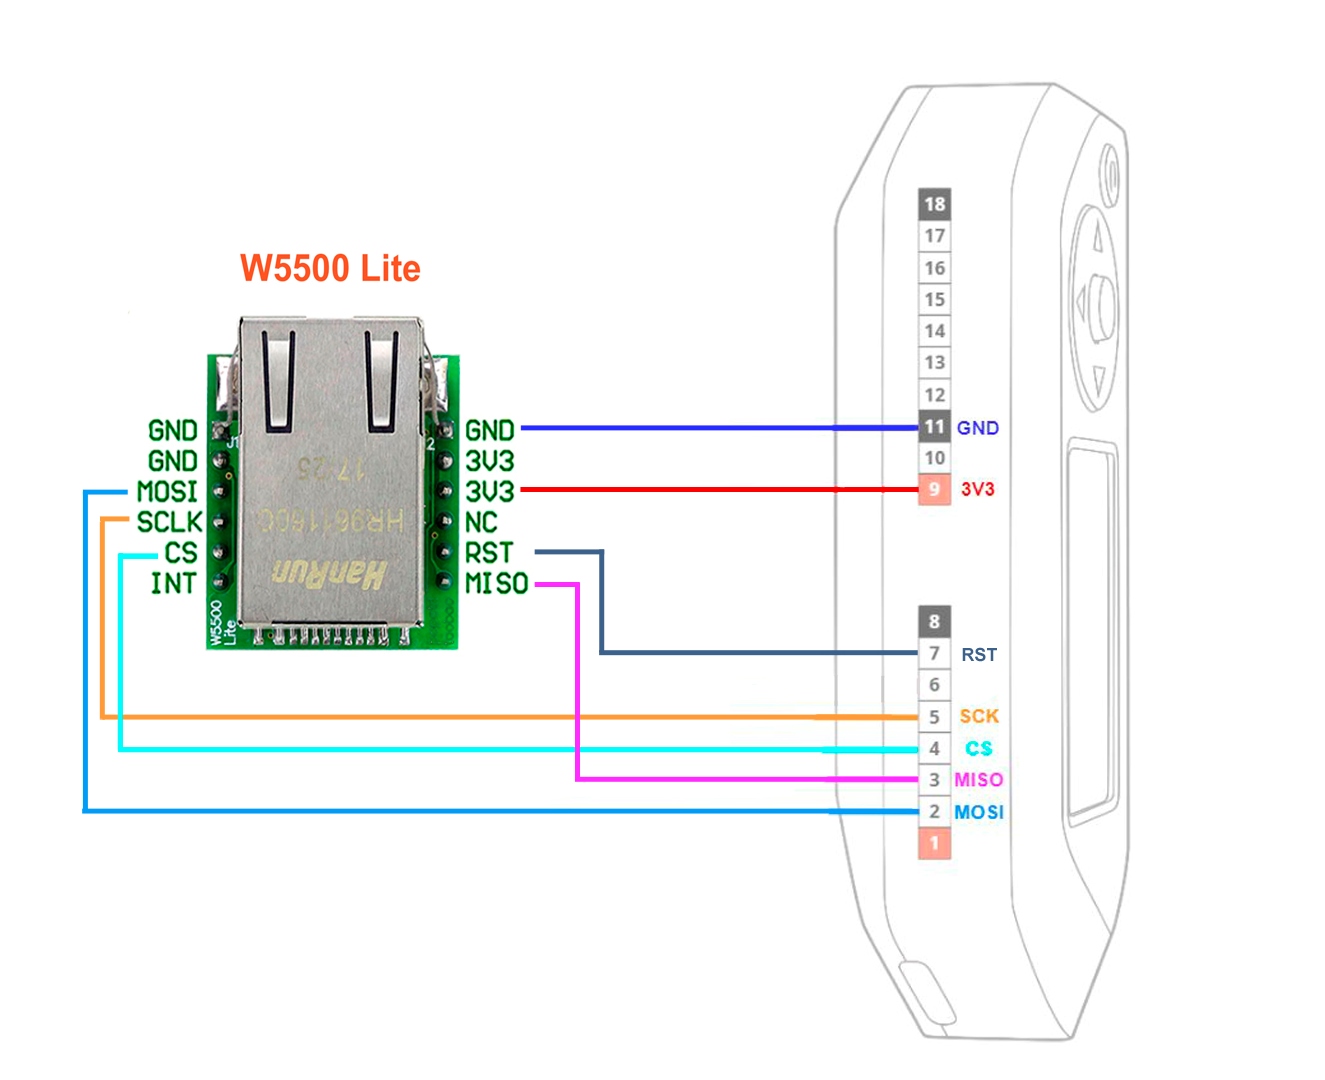 W5500 Lite
GND
GND
MOSI
SCLK
CS
INT
GND
3V3
3V3
NC
RST
MISO
J1
2
17:25
HR961160C
HanRun
W5500
Lite
18
17
16
15
14
13
12
11 GND
10
9 3V3
8
7 RST
6
5 SCK
4 CS
3 MISO
2 MOSI
1